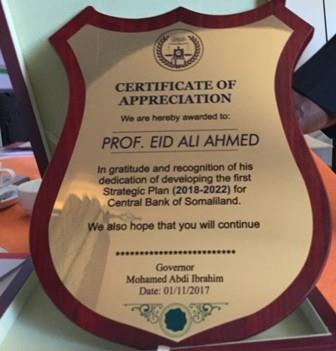 CERTIFICATE OF
APPRECIATION
We are hereby awarded to:
PROF. EID ALI AHMED
In gratitude and recognition of his
dedication of developing the first
Strategic Plan (2018-2022) for
Central Bank of Somaliland.
We also hope that you will continue
Governor
Mohamed Abdi Ibrahim
Date: 01/11/2017